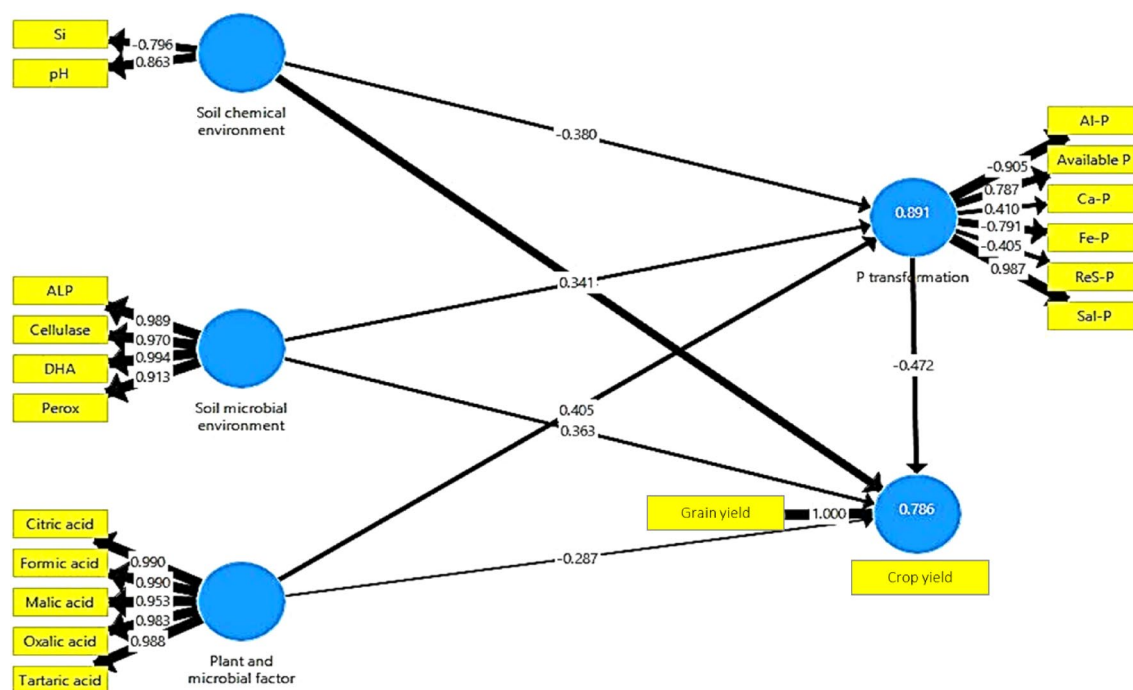 Si
pH
-0.796
0.863
Soil chemical
environment
-0.380
Al-P
Available P
Ca-P
Fe-P
ReS-P
Sal-P
-0.905
0.787
0.410
-0.791
-0.405
0.987
0.891
P transformation
ALP
Cellulase
DHA
Perox
0.989
0.970
0.994
0.913
Soil microbial
environment
0.341
-0.472
0.405
0.363
Citric acid
Formic acid
Malic acid
Oxalic acid
Tartaric acid
0.990
0.990
0.953
0.983
0.988
Plant and
microbial factor
-0.287
Grain yield
1.000
0.786
Crop yield